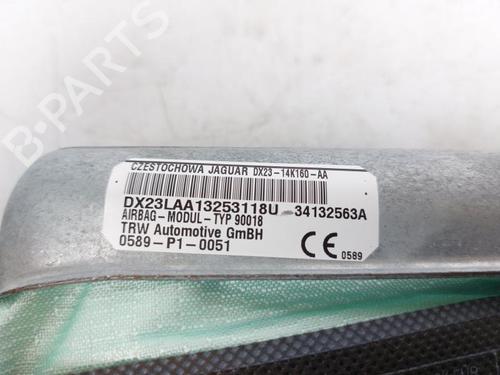 B-PARTS
CZESTOCHOWA JAGUAR DX23-14K160-AA
DX23LAA13253118U 34132563A
AIRBAG-MODUL-TYP 90018
TRW Automotive GmBH
0589-P1-0051
CE 0589